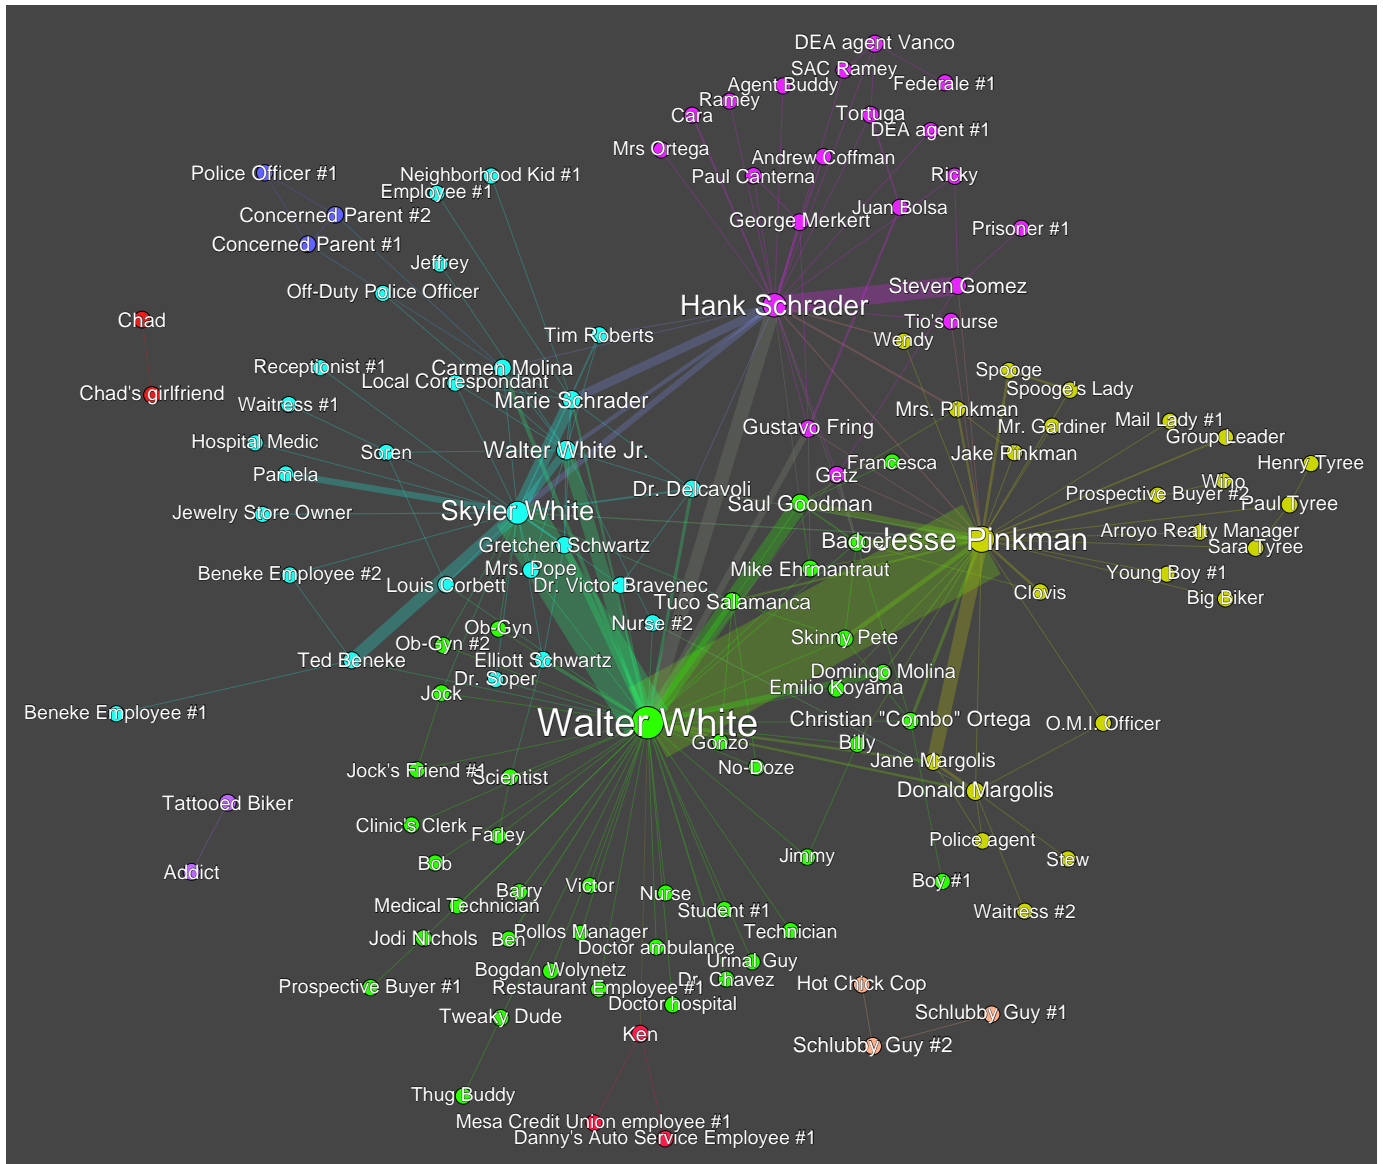 DEA agent Vanco
SAC Ramey
Agent Buddy
Federale #1
Ramey
Cara
Tortuga
DEA agent #1
Mrs Ortega
Andrew Coffman
Paul Canterna
Ricky
Police Officer #1
Neighborhood Kid #1
Employee #1
Concerned Parent #2
Juan Bolsa
George Merkert
Prisoner #1
Concerned Parent #1
Jeffrey
Off-Duty Police Officer
Steven Gomez
Hank Schrader
Chad
Tio's nurse
Tim Roberts
Wendy
Receptionist #1
Carmen Molina
Local Correspondant
Spooge
Spooge's Lady
Chad's girlfriend
Waitress #1
Marie Schrader
Mrs. Pinkman
Mail Lady #1
Gustavo Fring
Mr. Gardiner
Group Leader
Hospital Medic
Soren
Walter White Jr.
Jake Pinkman
Francesca
Henry Tyree
Pamela
Getz
Wino
Dr. Delcavoli
Prospective Buyer #2
Saul Goodman
Paul Tyree
Jewelry Store Owner
Skyler White
Arroyo Realty Manager
Badger
Jesse Pinkman
Gretchen Schwartz
Sara Tyree
Beneke Employee #2
Mrs. Pope
Mike Ehrmantraut
Young Boy #1
Louis Corbett
Dr. Victor Bravenec
Clovis
Tuco Salamanca
Big Biker
Nurse #2
Ob-Gyn
Skinny Pete
Ob-Gyn #2
Ted Beneke
Elliott Schwartz
Domingo Molina
Dr. Soper
Emilio Koyama
Jock
Beneke Employee #1
Walter White
Christian "Combo" Ortega
O.M.I. Officer
Gonzo
Billy
Jane Margolis
Jock's Friend #1
No-Doze
Scientist
Donald Margolis
Tattooed Biker
Clinic's Clerk
Farley
Police agent
Jimmy
Stew
Bob
Addict
Boy #1
Barry
Victor
Nurse
Medical Technician
Student #1
Waitress #2
Jodi Nichols
Ben
Pollos Manager
Technician
Doctor ambulance
Urinal Guy
Bogdan Wolynetz
Dr. Chavez
Hot Chick Cop
Prospective Buyer #1
Restaurant Employee #1
Doctor hospital
Schlubby Guy #1
Tweaky Dude
Ken
Schlubby Guy #2
Thug Buddy
Mesa Credit Union employee #1
Danny's Auto Service Employee #1